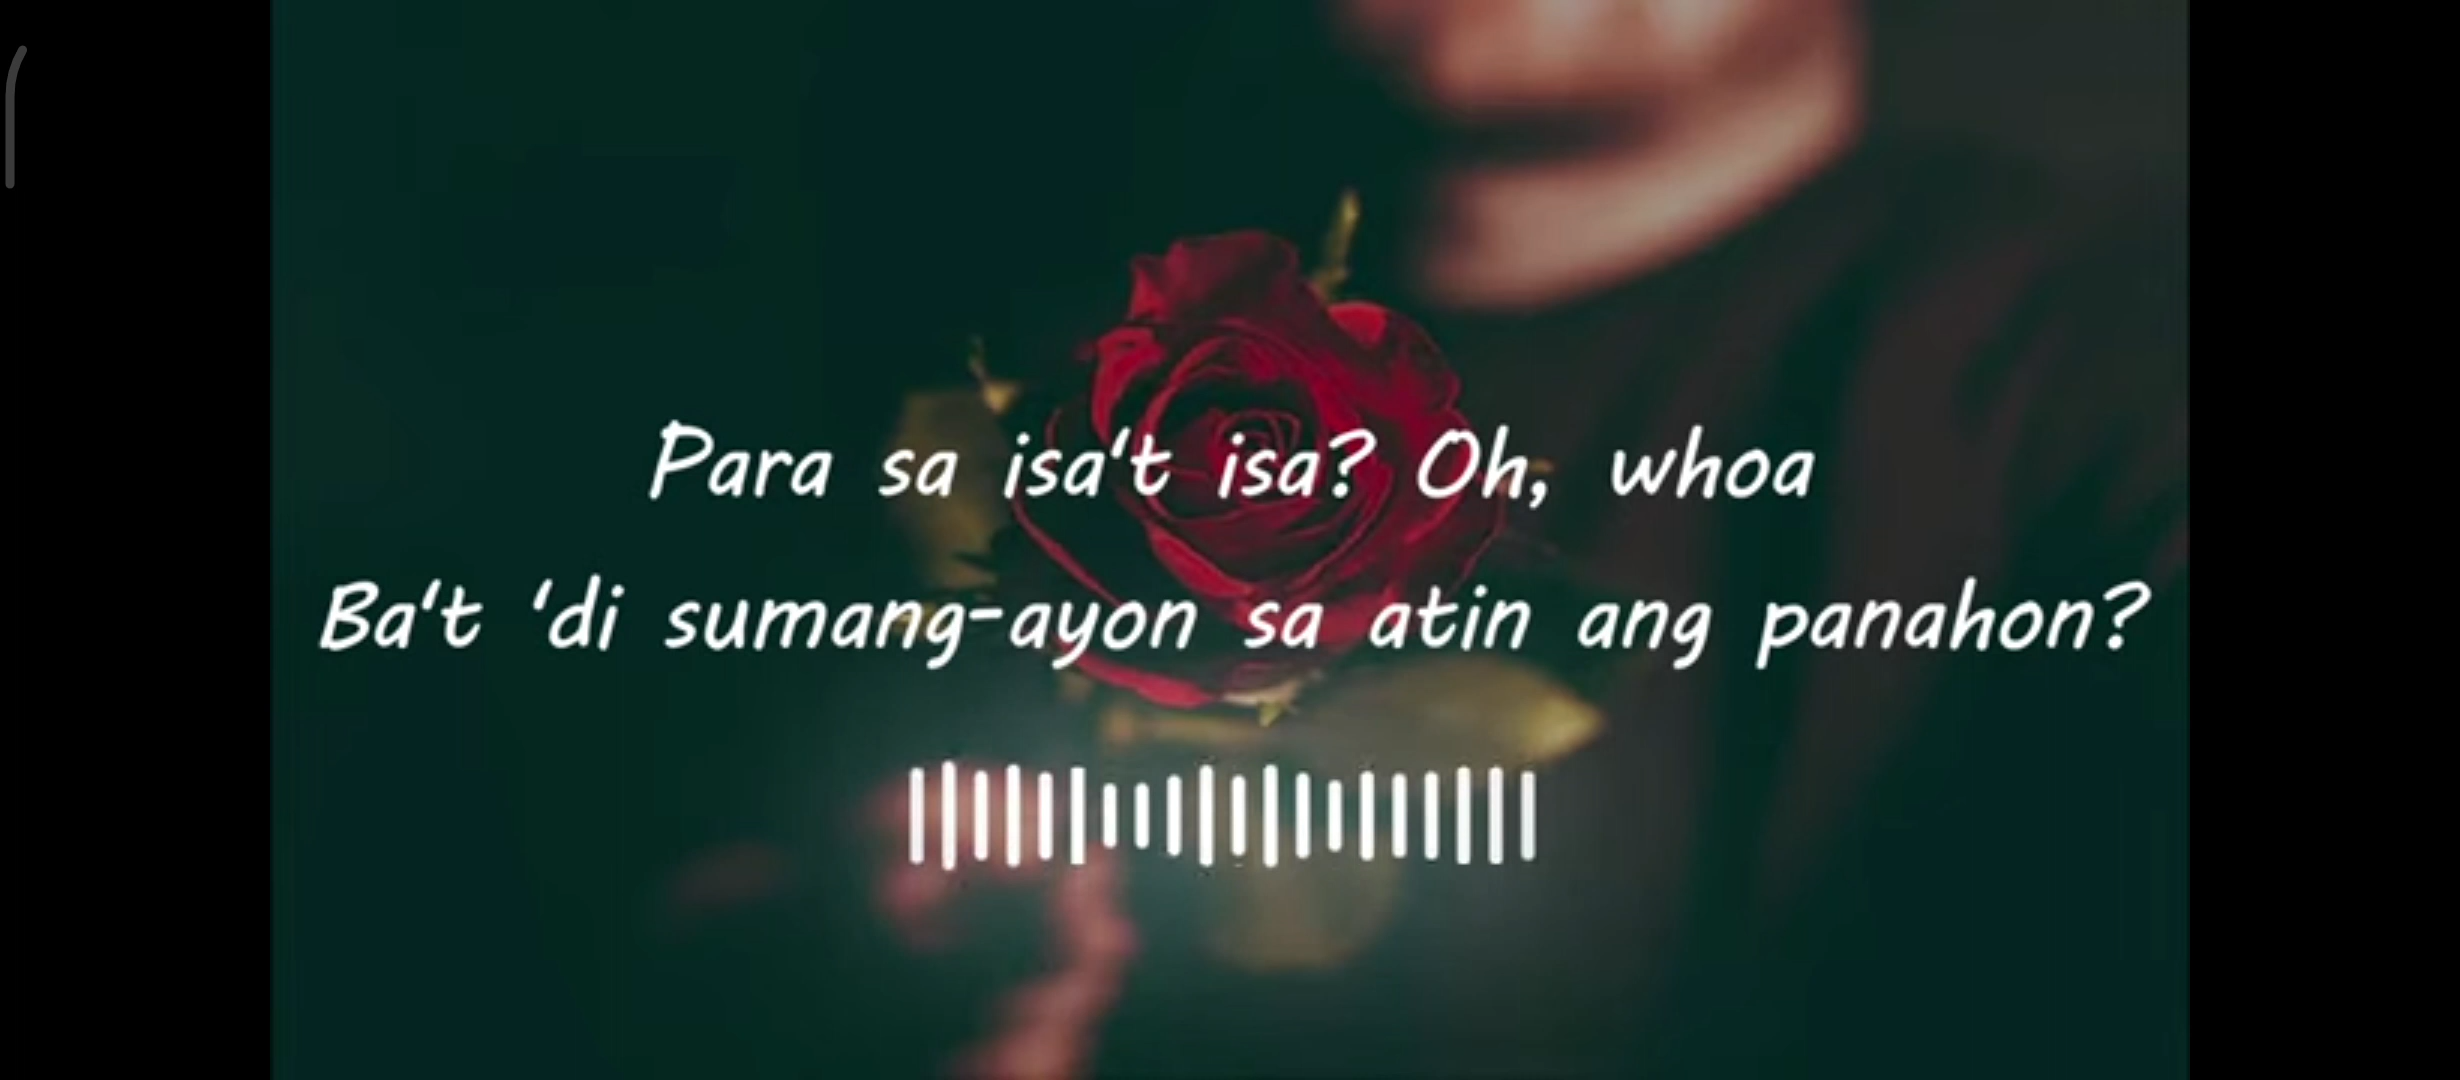 Para sa isa't isa? Oh, whoa
Ba't 'di sumang-ayon sa atin ang panahon?